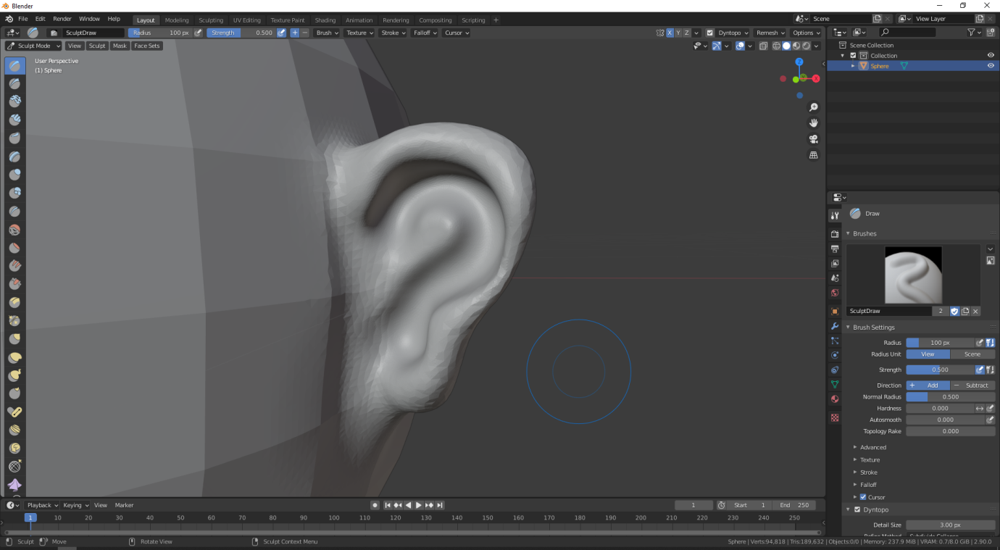 Blender
File Edit Render Window Help Layout Modeling Sculpting UV Editing Texture Paint Shading Animation Rendering Compositing Scripting + Scene View Layer
SculptDraw Radius 100 px Strength 0.500 + − Brush Texture Stroke Falloff Cursor X Y Z Dyntopo Remesh Options
Sculpt Mode View Sculpt Mask Face Sets
Scene Collection
Collection
Sphere
User Perspective
(1) Sphere
Z
X
Y
Draw
Brushes
SculptDraw 2
Brush Settings
Radius 100 px
Radius Unit View Scene
Strength 0.500
Direction + Add − Subtract
Normal Radius 0.500
Hardness 0.000
Autosmooth 0.000
Topology Rake 0.000
Advanced
Texture
Stroke
Falloff
Cursor
Dyntopo
Detail Size 3.00 px
Refine Method Subdivide Collapse
Playback Keying View Marker 1 Start 1 End 250
1 10 20 30 40 50 60 70 80 90 100 110 120 130 140 150 160 170 180 190 200 210 220 230 240 250
Sculpt Move Rotate View Sculpt Context Menu Sphere | Verts:94,818 | Tris:189,632 | Objects:0/0 | Memory: 237.9 MiB | VRAM: 0.7/8.0 GiB | 2.90.0